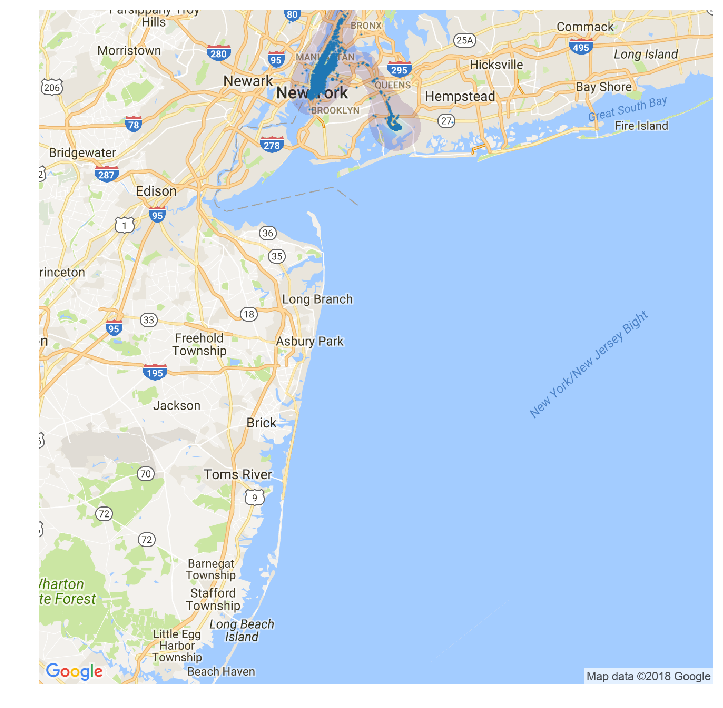 Parsippany-Troy
Hills
80
BRONX
Commack
25A
495
Morristown
280
95
MANHATTAN
Long Island
Hicksville
295
206
Newark
QUEENS
Bay Shore
New York
Hempstead
BROOKLYN
Great South Bay
78
27
Fire Island
278
Bridgewater
287
Edison
95
1
36
35
rinceton
Long Branch
18
33
95
Freehold
Township
Asbury Park
New York/New Jersey Bight
195
Jackson
Brick
70
Toms River
9
72
72
Barnegat
Township
Wharton
te Forest
Stafford
Township
Long Beach
Island
Little Egg
Harbor
Township
Beach Haven
Google
Map data ©2018 Google